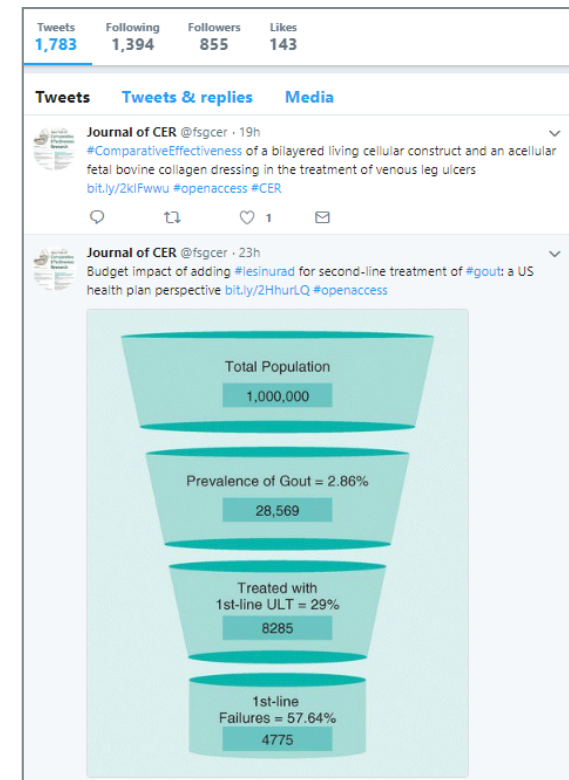 Tweets Following Followers Likes
1,783 1,394 855 143
Tweets Tweets & replies Media
Journal of CER @fsgcer · 19h
#ComparativeEffectiveness of a bilayered living cellular construct and an acellular
fetal bovine collagen dressing in the treatment of venous leg ulcers
bit.ly/2klFwwu #openaccess #CER
1
Journal of CER @fsgcer · 23h
Budget impact of adding #lesinurad for second-line treatment of #gout: a US
health plan perspective bit.ly/2HhurLQ #openaccess
Total Population
1,000,000
Prevalence of Gout = 2.86%
28,569
Treated with
1st-line ULT = 29%
8285
1st-line
Failures = 57.64%
4775